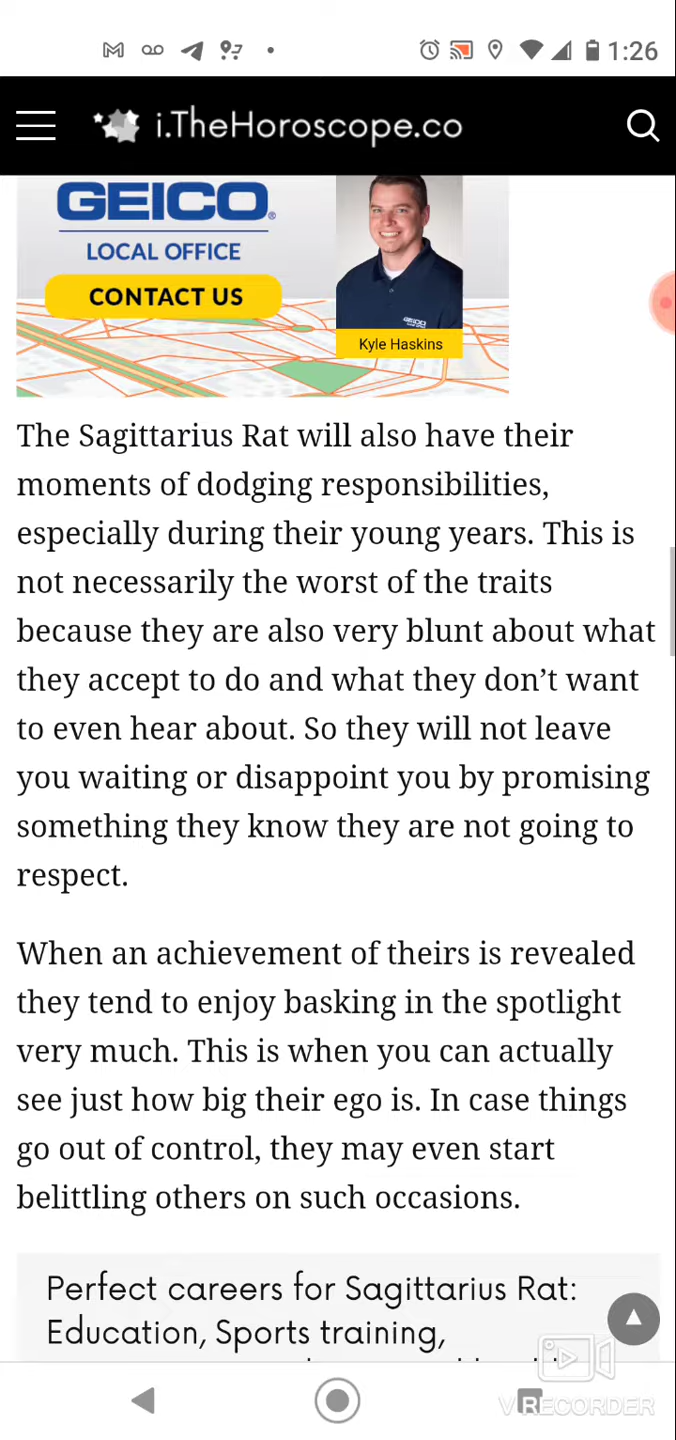 1:26
i.TheHoroscope.co
GEICO
LOCAL OFFICE
CONTACT US
GEICO
Kyle Haskins
The Sagittarius Rat will also have their
moments of dodging responsibilities,
especially during their young years. This is
not necessarily the worst of the traits
because they are also very blunt about what
they accept to do and what they don’t want
to even hear about. So they will not leave
you waiting or disappoint you by promising
something they know they are not going to
respect.
When an achievement of theirs is revealed
they tend to enjoy basking in the spotlight
very much. This is when you can actually
see just how big their ego is. In case things
go out of control, they may even start
belittling others on such occasions.
Perfect careers for Sagittarius Rat:
Education, Sports training,
VRECORDER